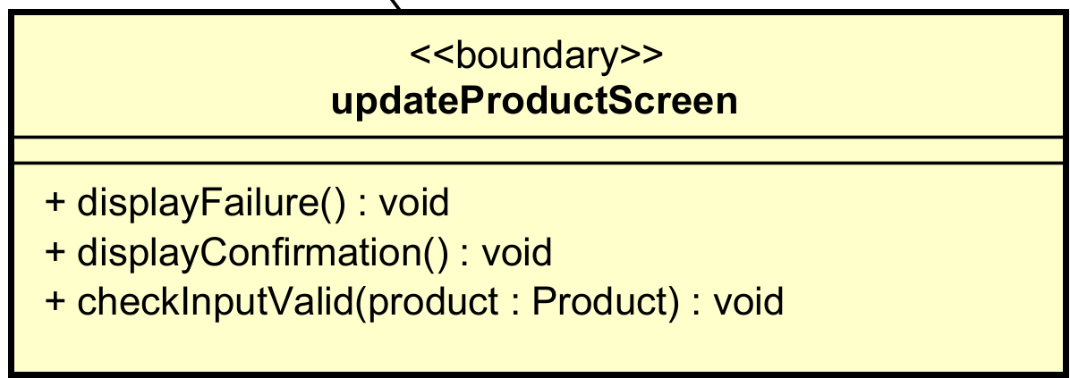 <<boundary>>
updateProductScreen
+ displayFailure() : void
+ displayConfirmation() : void
+ checkInputValid(product : Product) : void